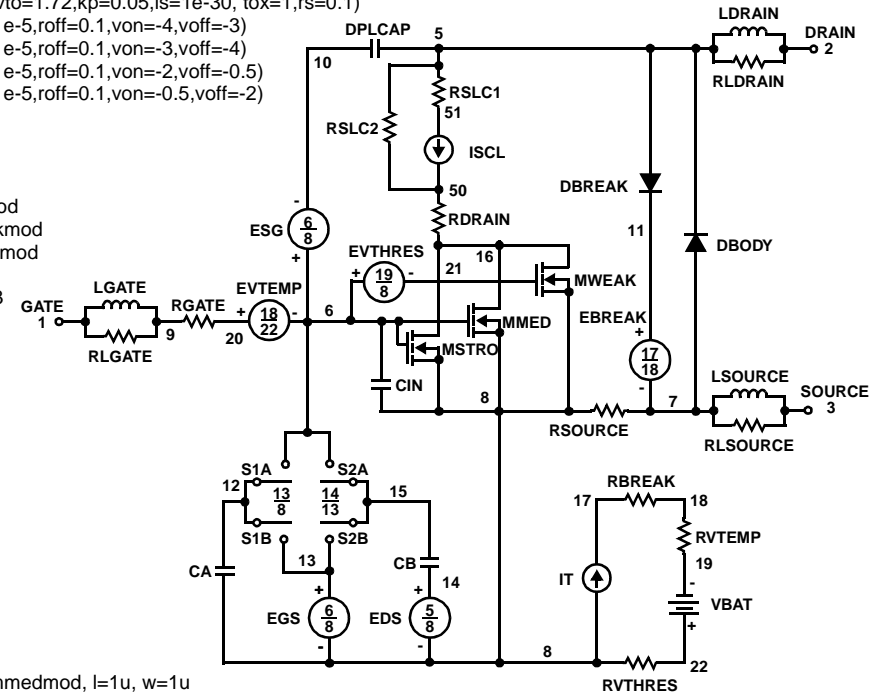 vto=1.72,kp=0.05,is=1e-30, tox=1,rs=0.1)
e-5,roff=0.1,von=-4,voff=-3)
e-5,roff=0.1,von=-3,voff=-4)
e-5,roff=0.1,von=-2,voff=-0.5)
e-5,roff=0.1,von=-0.5,voff=-2)
od
kmod
mod
3
LDRAIN
DPLCAP
5
DRAIN
2
10
RLDRAIN
RSLC1
51
RSLC2
ISCL
DBREAK
50
RDRAIN
ESG
6
8
-
+
11
DBODY
EVTHRES
16
21
+
19
8
-
MWEAK
LGATE
GATE
1
RLGATE
9
RGATE
20
EVTEMP
+
18
22
-
6
MMED
MSTRO
EBREAK
+
17
18
-
CIN
8
LSOURCE
7
SOURCE
3
RSOURCE
RLSOURCE
S1A
S2A
12
13
8
14
13
15
S1B
S2B
13
RBREAK
17
18
RVTEMP
19
CA
CB
14
IT
-
VBAT
+
EGS
+
6
8
-
EDS
+
5
8
-
8
22
RVTHRES
mmedmod, l=1u, w=1u